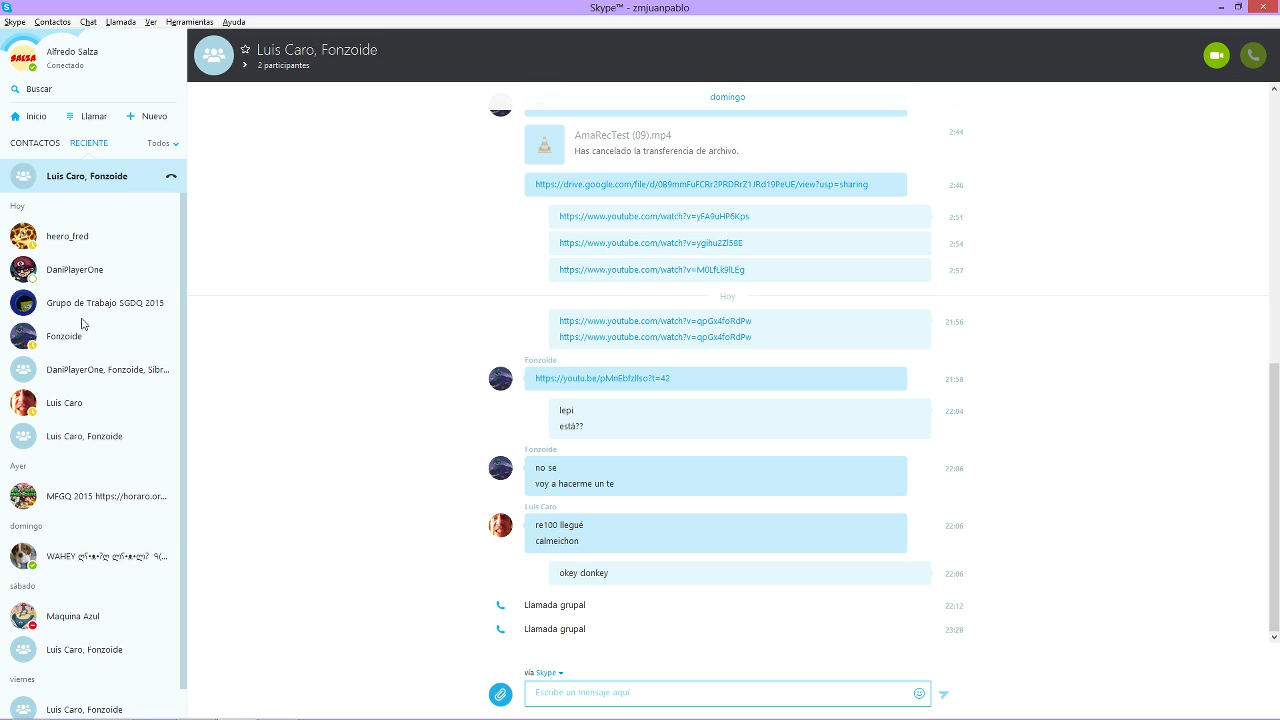 Skype™ - zmjuanpablo
Skype Contactos Chat Llamada Ver Herramientas Ayuda
SALZA
Alfredo Salza
Conectado
Buscar
Inicio Llamar Nuevo
CONTACTOS RECIENTE Todos
Luis Caro, Fonzoide
Hoy
heero_fred
DaniPlayerOne
Grupo de Trabajo SGDQ 2015
Fonzoide
DaniPlayerOne, Fonzoide, Sibr...
Luis Caro
Luis Caro, Fonzoide
Ayer
MFGQ 2015 https://horaro.or...
domingo
WAHEY
sábado
Maquina Azul
Luis Caro, Fonzoide
viernes
Luis Caro, Fonzoide
Luis Caro, Fonzoide
2 participantes
domingo
AmaRecTest (09).mp4 2:44
Has cancelado la transferencia de archivo.
https://drive.google.com/file/d/0B9mmFuFCRr2PRDRrZ1JRd19PeUE/view?usp=sharing 2:46
https://www.youtube.com/watch?v=yFA9uHP6Kps 2:51
https://www.youtube.com/watch?v=ygihu2Zl58E 2:54
https://www.youtube.com/watch?v=M0LfLk9lLEg 2:57
Hoy
https://www.youtube.com/watch?v=qpGx4foRdPw 21:56
https://www.youtube.com/watch?v=qpGx4foRdPw
Fonzoide
https://youtu.be/pMnEbfzllso?t=42 21:58
lepi 22:04
está??
Fonzoide
no se 22:06
voy a hacerme un te
Luis Caro
re100 llegué 22:06
calmeichon
okey donkey 22:06
Llamada grupal 22:12
Llamada grupal 23:28
vía Skype
Escribe un mensaje aquí